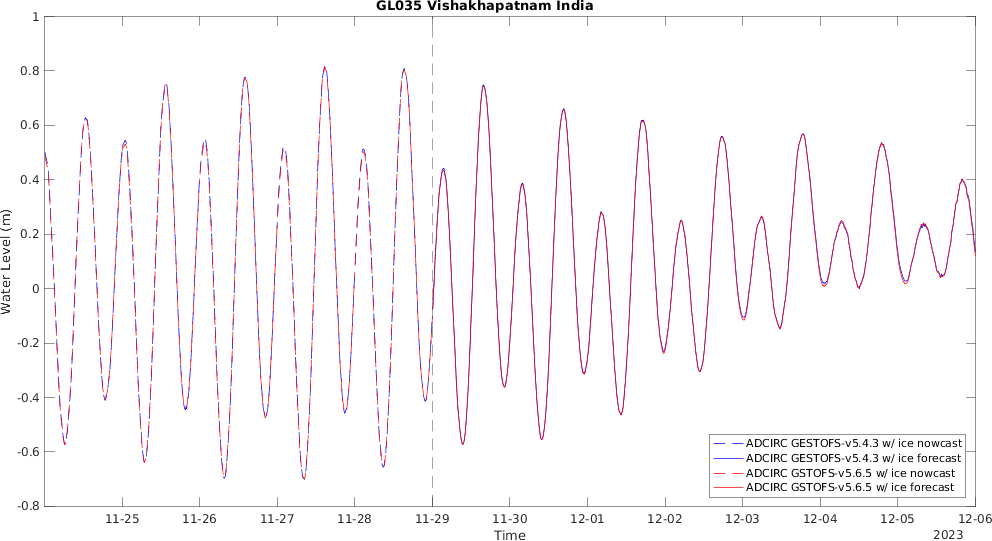 GL035 Vishakhapatnam India
1
0.8
0.6
0.4
0.2
0
-0.2
-0.4
-0.6
-0.8
Water Level (m)
ADCIRC GESTOFS-v5.4.3 w/ ice nowcast
ADCIRC GESTOFS-v5.4.3 w/ ice forecast
ADCIRC GSTOFS-v5.6.5 w/ ice nowcast
ADCIRC GSTOFS-v5.6.5 w/ ice forecast
11-25 11-26 11-27 11-28 11-29 11-30 12-01 12-02 12-03 12-04 12-05 12-06
Time
2023